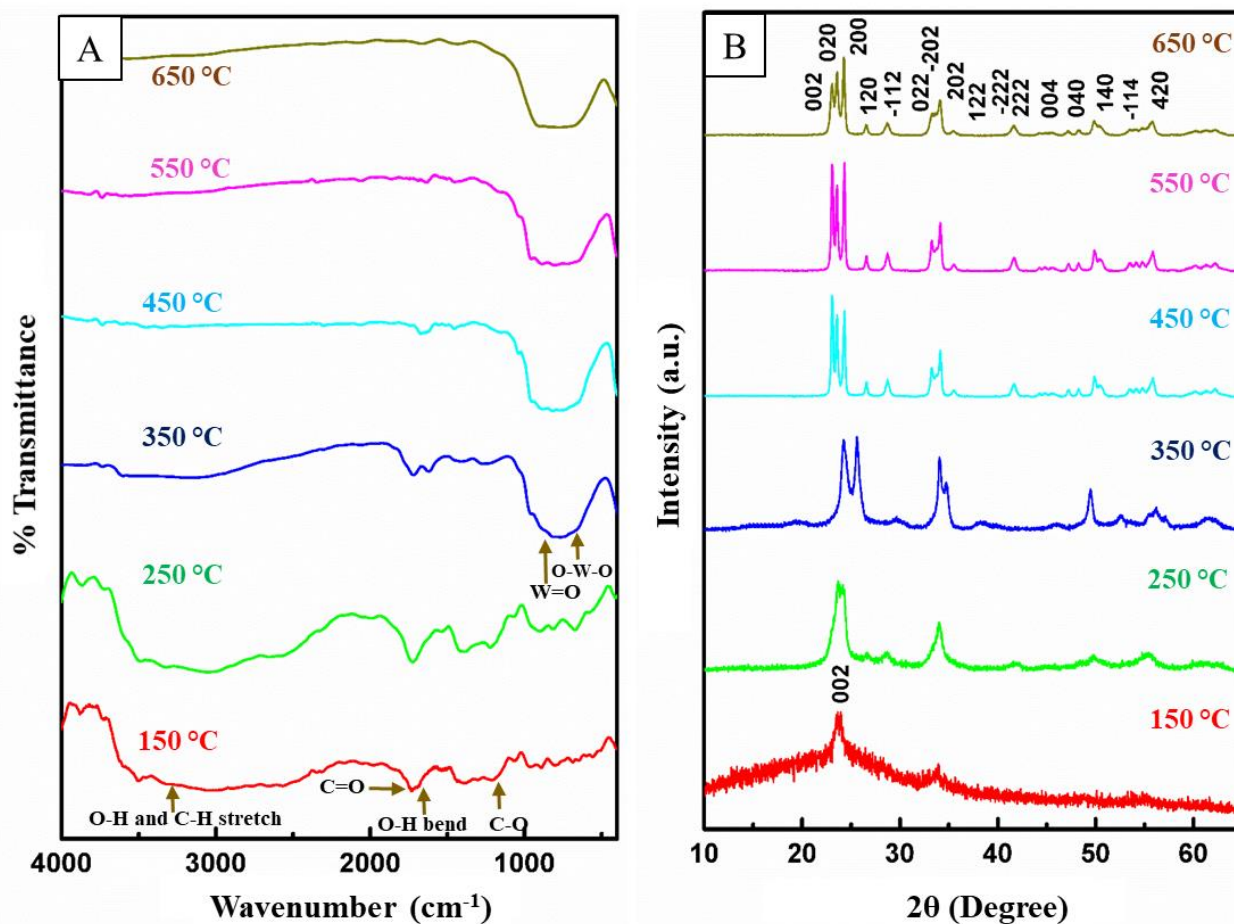 A
650 °C
550 °C
450 °C
350 °C
O-W-O
W=O
250 °C
150 °C
C=O
O-H and C-H stretch
O-H bend
C-O
% Transmittance
4000
3000
2000
1000
Wavenumber (cm⁻¹)
B
002
020
200
120
-112
022
-202
202
122
-222
222
004
040
140
-114
420
650 °C
550 °C
450 °C
350 °C
250 °C
002
150 °C
Intensity (a.u.)
10
20
30
40
50
60
2θ (Degree)